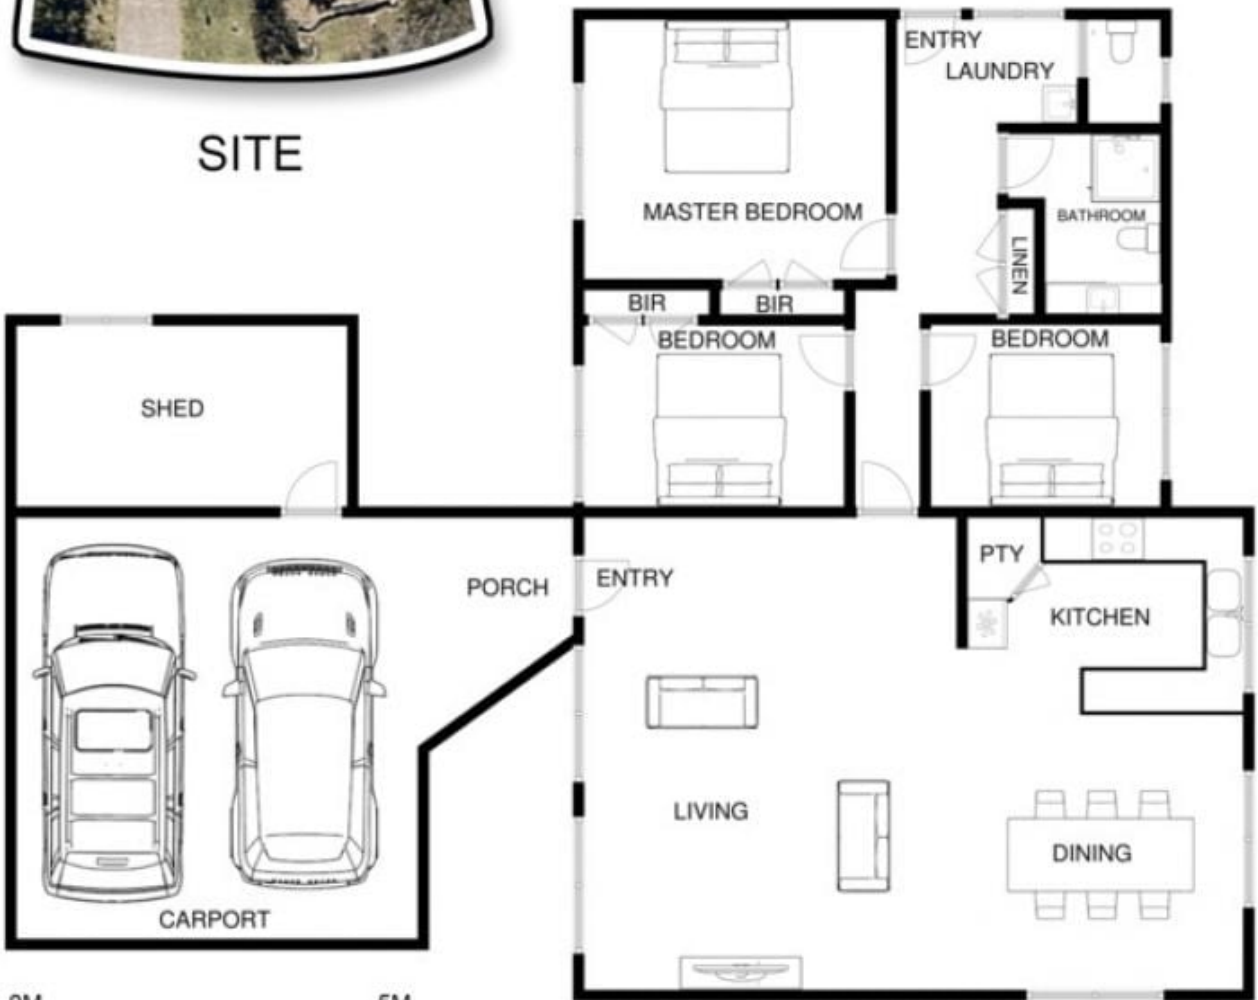 SITE
ENTRY
LAUNDRY
MASTER BEDROOM
BATHROOM
LINEN
BIR
BIR
BEDROOM
BEDROOM
SHED
PORCH
ENTRY
PTY
KITCHEN
LIVING
DINING
CARPORT
5M